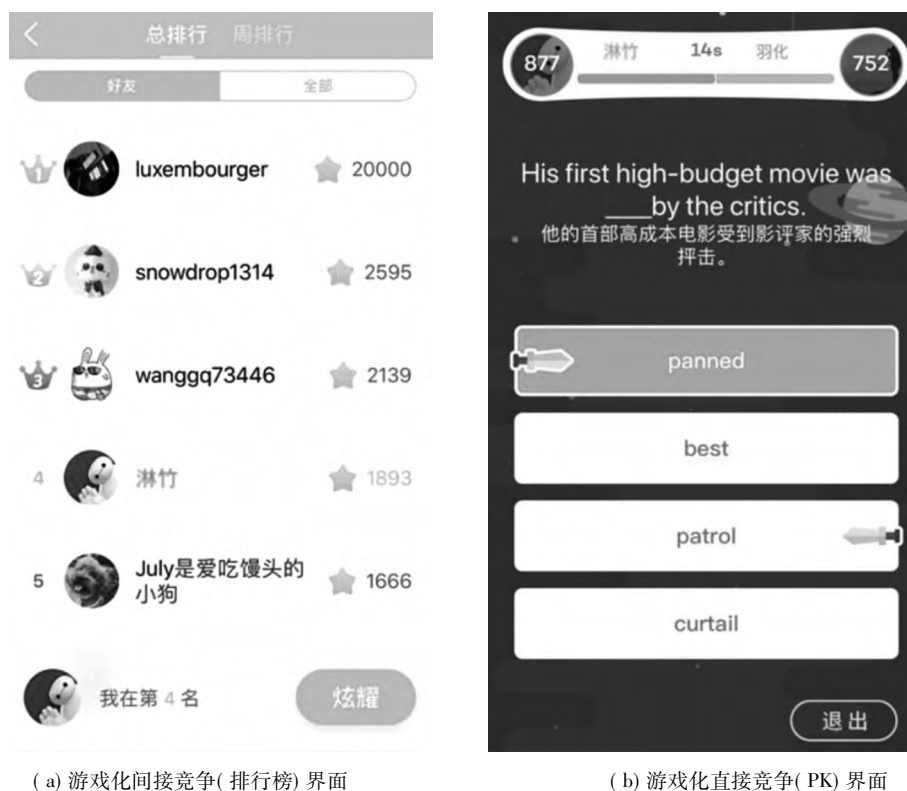 总排行 周排行
好友 全部
1 luxembourger 20000
2 snowdrop1314 2595
3 wanggq73446 2139
4 淋竹 1893
5 July是爱吃馒头的
小狗 1666
我在第 4 名 炫耀
(a) 游戏化间接竞争(排行榜) 界面
877 淋竹 14s 羽化 752
His first high-budget movie was
____by the critics.
他的首部高成本电影受到影评家的强烈
抨击。
panned
best
patrol
curtail
退出
(b) 游戏化直接竞争(PK) 界面